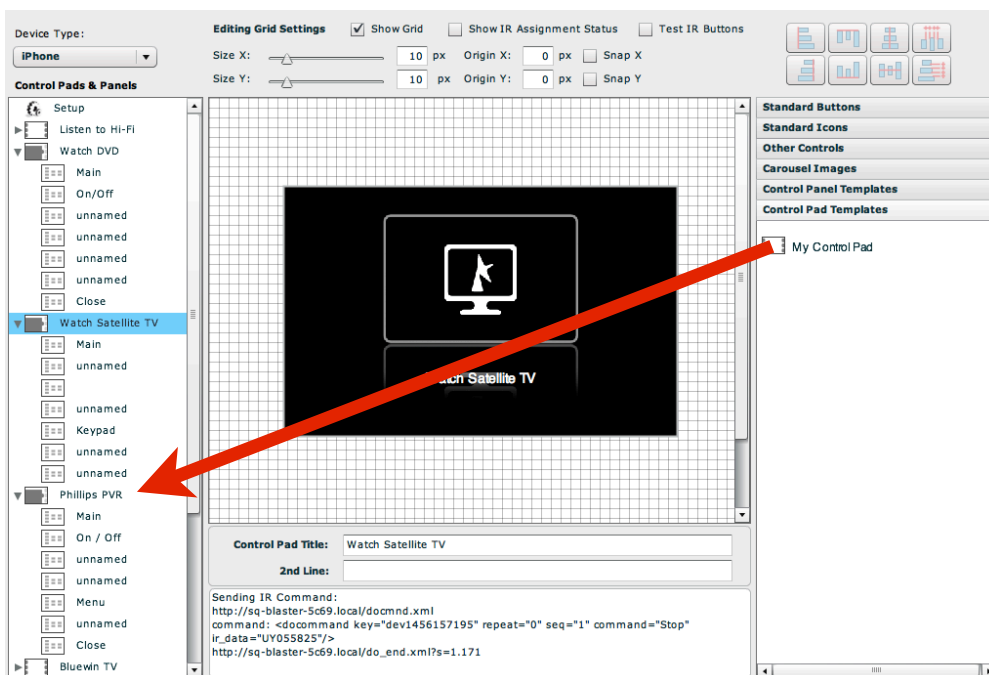 Device Type:
iPhone
Control Pads & Panels
Editing Grid Settings Show Grid Show IR Assignment Status Test IR Buttons
Size X: 10 px Origin X: 0 px Snap X
Size Y: 10 px Origin Y: 0 px Snap Y
Setup
Listen to Hi-Fi
Watch DVD
Main
On/Off
unnamed
unnamed
unnamed
unnamed
Close
Watch Satellite TV
Main
unnamed
unnamed
Keypad
unnamed
unnamed
Phillips PVR
Main
On / Off
unnamed
unnamed
Menu
unnamed
Close
Bluewin TV
Watch Satellite TV
Control Pad Title: Watch Satellite TV
2nd Line:
Sending IR Command:
http://sq-blaster-5c69.local/docmnd.xml
command: <docommand key="dev1456157195" repeat="0" seq="1" command="Stop"
ir_data="UY055825"/>
http://sq-blaster-5c69.local/do_end.xml?s=1.171
Standard Buttons
Standard Icons
Other Controls
Carousel Images
Control Panel Templates
Control Pad Templates
My Control Pad